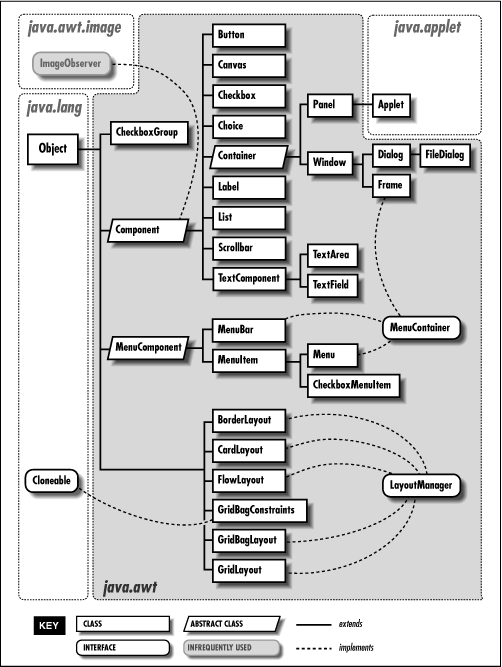 java.awt.image
java.applet
ImageObserver
java.lang
Object
CheckboxGroup
Component
MenuComponent
Button
Canvas
Checkbox
Choice
Container
Label
List
Scrollbar
TextComponent
Panel
Applet
Window
Dialog
FileDialog
Frame
TextArea
TextField
MenuBar
MenuItem
Menu
CheckboxMenuItem
MenuContainer
BorderLayout
CardLayout
FlowLayout
GridBagConstraints
GridBagLayout
GridLayout
LayoutManager
Cloneable
java.awt
KEY
CLASS
ABSTRACT CLASS
extends
INTERFACE
INFREQUENTLY USED
implements